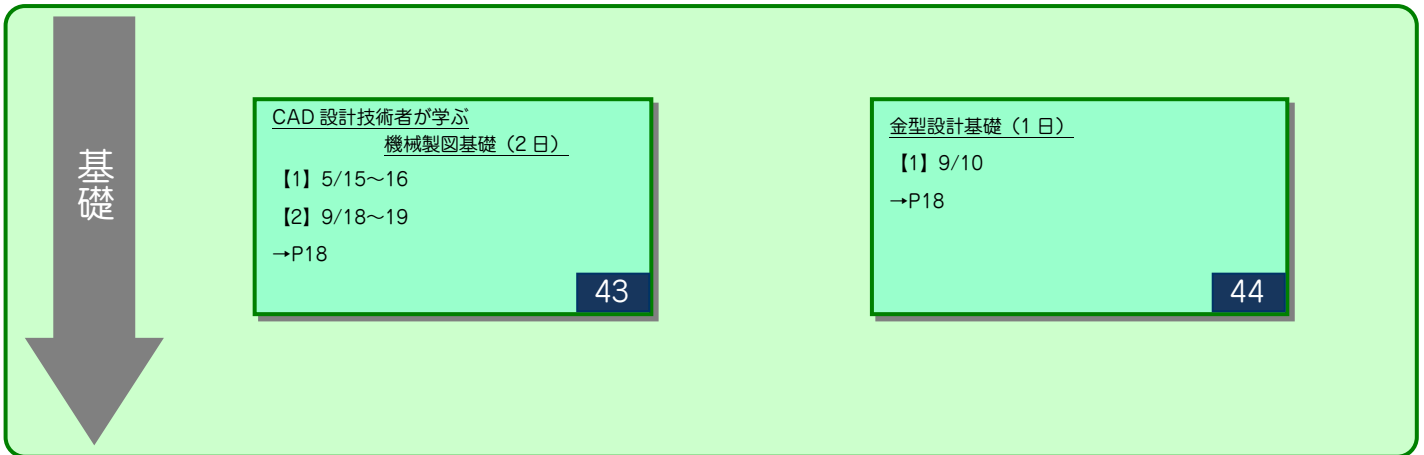 基礎
CAD 設計技術者が学ぶ
機械製図基礎（2 日）
【1】5/15～16
【2】9/18～19
→P18
43
金型設計基礎（1 日）
【1】9/10
→P18
44